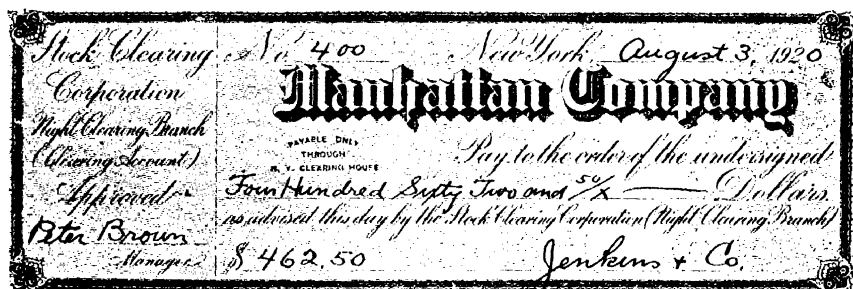 Stock Clearing
Corporation
Night Clearing Branch
(Clearing Account)
Approved
Peter Brown
Manager
No. 400 New York August 3, 1920
Manhattan Company
PAYABLE ONLY
THROUGH
N. Y. CLEARING HOUSE
Pay to the order of the undersigned
Four Hundred Sixty Two and 50/x Dollars
as advised this day by the Stock Clearing Corporation (Night Clearing Branch)
$ 462.50 Jenkins + Co.